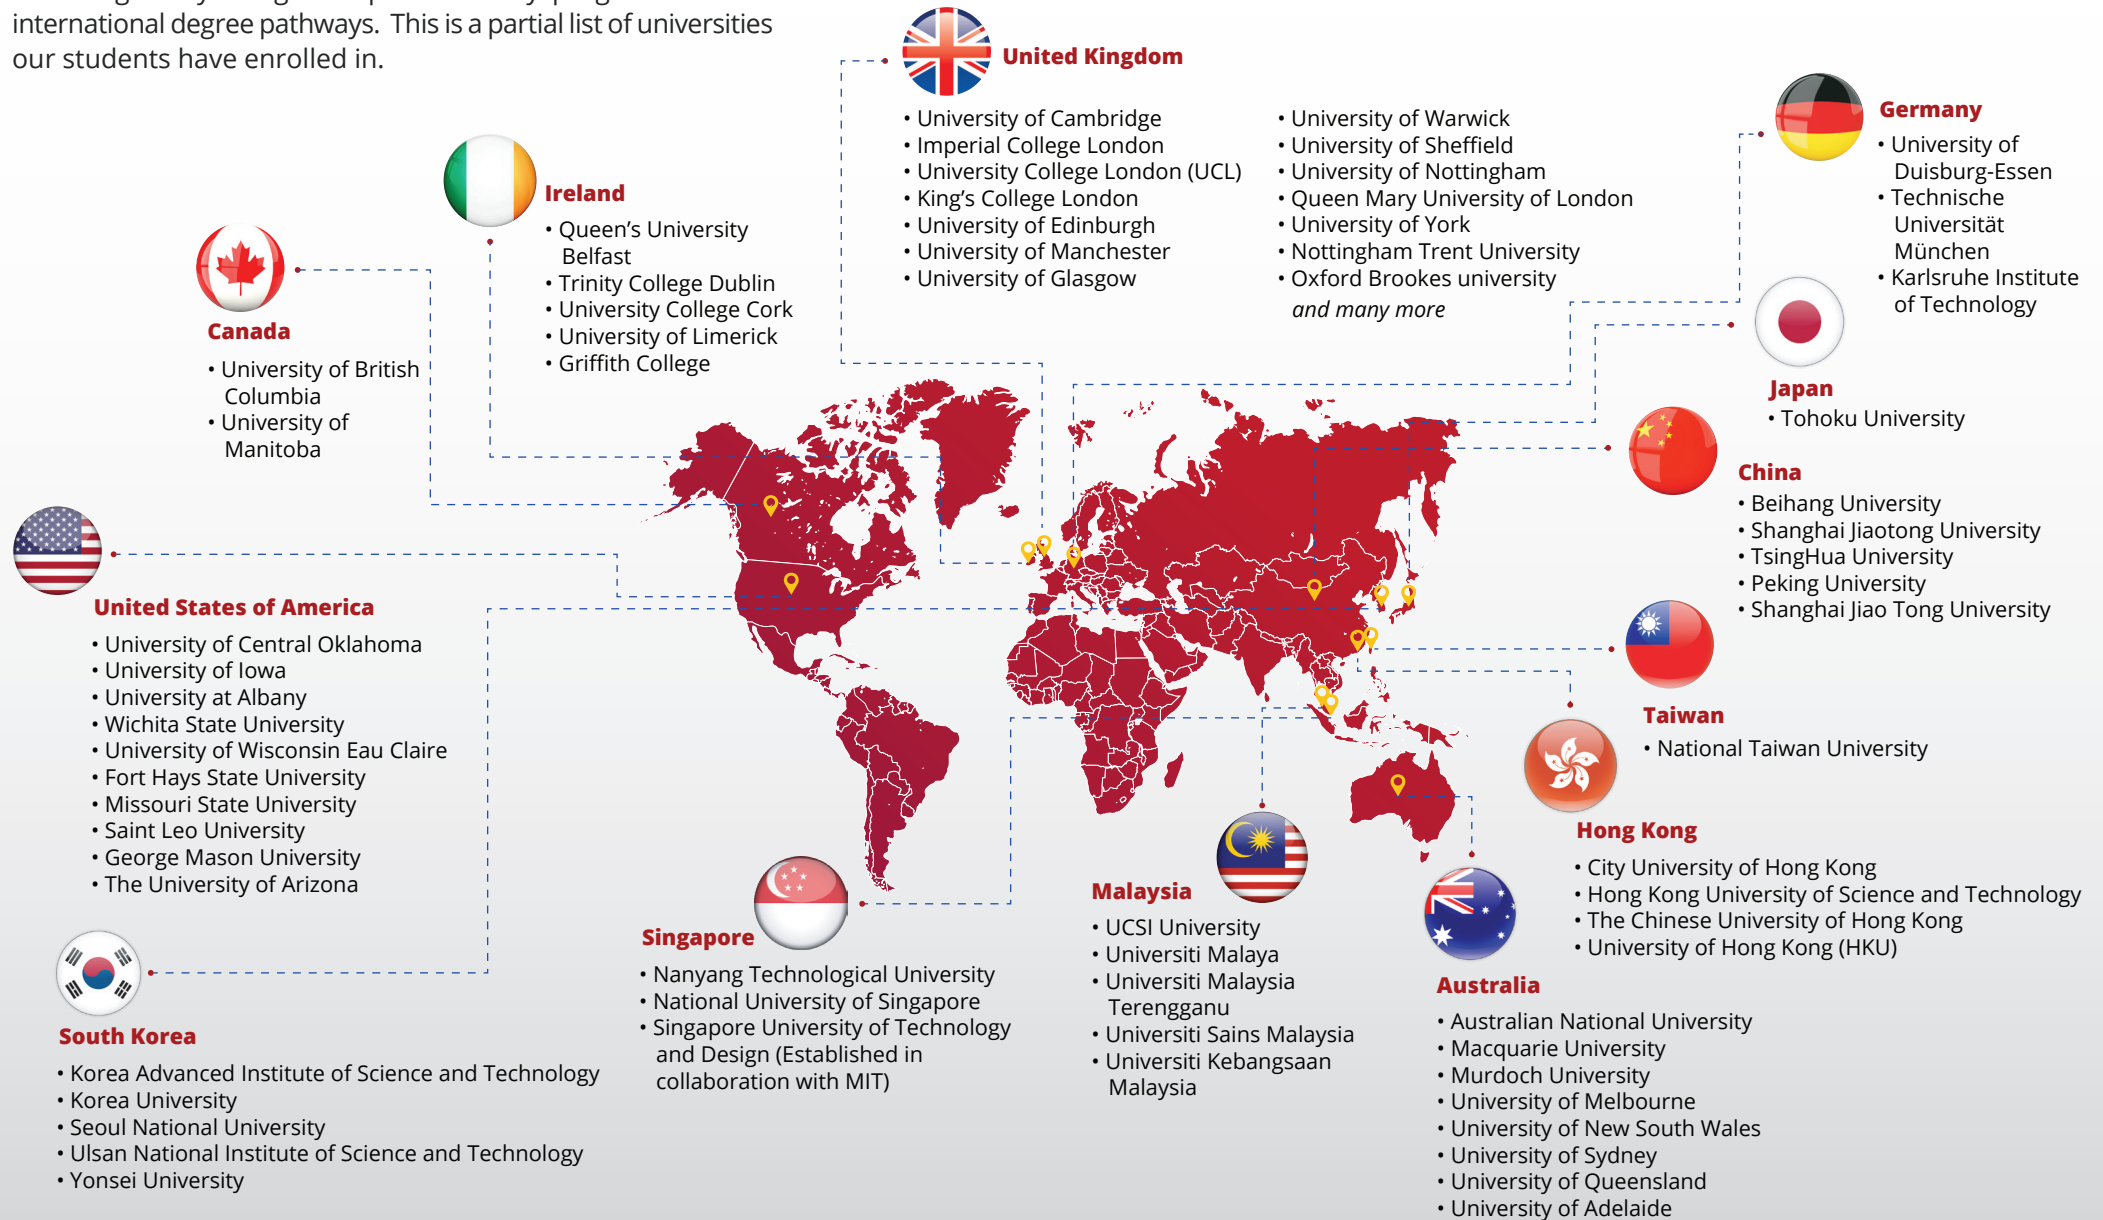 international degree pathways. This is a partial list of universities
our students have enrolled in.
United Kingdom
• University of Cambridge
• Imperial College London
• University College London (UCL)
• King's College London
• University of Edinburgh
• University of Manchester
• University of Glasgow
• University of Warwick
• University of Sheffield
• University of Nottingham
• Queen Mary University of London
• University of York
• Nottingham Trent University
• Oxford Brookes university
and many more
Germany
• University of
Duisburg-Essen
• Technische
Universität
München
• Karlsruhe Institute
of Technology
Ireland
• Queen's University
Belfast
• Trinity College Dublin
• University College Cork
• University of Limerick
• Griffith College
Canada
• University of British
Columbia
• University of
Manitoba
Japan
• Tohoku University
China
• Beihang University
• Shanghai Jiaotong University
• TsingHua University
• Peking University
• Shanghai Jiao Tong University
United States of America
• University of Central Oklahoma
• University of Iowa
• University at Albany
• Wichita State University
• University of Wisconsin Eau Claire
• Fort Hays State University
• Missouri State University
• Saint Leo University
• George Mason University
• The University of Arizona
Taiwan
• National Taiwan University
Hong Kong
• City University of Hong Kong
• Hong Kong University of Science and Technology
• The Chinese University of Hong Kong
• University of Hong Kong (HKU)
Malaysia
• UCSI University
• Universiti Malaya
• Universiti Malaysia
Terengganu
• Universiti Sains Malaysia
• Universiti Kebangsaan
Malaysia
Singapore
• Nanyang Technological University
• National University of Singapore
• Singapore University of Technology
and Design (Established in
collaboration with MIT)
Australia
• Australian National University
• Macquarie University
• Murdoch University
• University of Melbourne
• University of New South Wales
• University of Sydney
• University of Queensland
• University of Adelaide
South Korea
• Korea Advanced Institute of Science and Technology
• Korea University
• Seoul National University
• Ulsan National Institute of Science and Technology
• Yonsei University